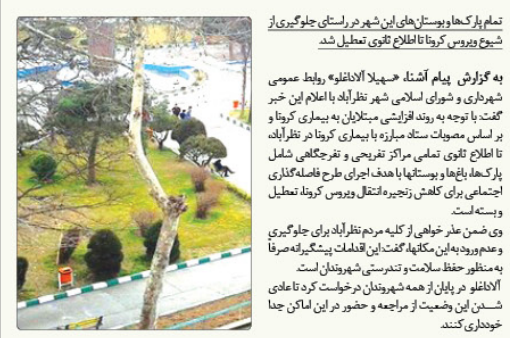 تمام پارک‌ها و بوستان‌های این شهر در راستای جلوگیری از
شیوع ویروس کرونا تا اطلاع ثانوی تعطیل شد.
به گزارش پیام آشنا، «سهیلا آلاداغلو» روابط عمومی
شهرداری و شورای اسلامی شهر نظرآباد با اعلام این خبر
گفت: با توجه به روند افزایشی مبتلایان به بیماری کرونا و
بر اساس مصوبات ستاد مبارزه با بیماری کرونا در نظرآباد،
تا اطلاع ثانوی تمامی مراکز تفریحی و تفرجگاهی شامل
پارک‌ها، باغ‌ها و بوستانها با هدف اجرای طرح فاصله‌گذاری
اجتماعی برای کاهش زنجیره انتقال ویروس کرونا، تعطیل
و بسته است.
وی ضمن عذر خواهی از کلیه مردم نظرآباد برای جلوگیری
و عدم ورود به این مکانها، گفت: این اقدامات پیشگیرانه صرفاً
به منظور حفظ سلامت و تندرستی شهروندان است.
آلاداغلو در پایان از همه شهروندان درخواست کرد تا عادی
شدن این وضعیت از مراجعه و حضور در این اماکن جدا
خودداری کنند.